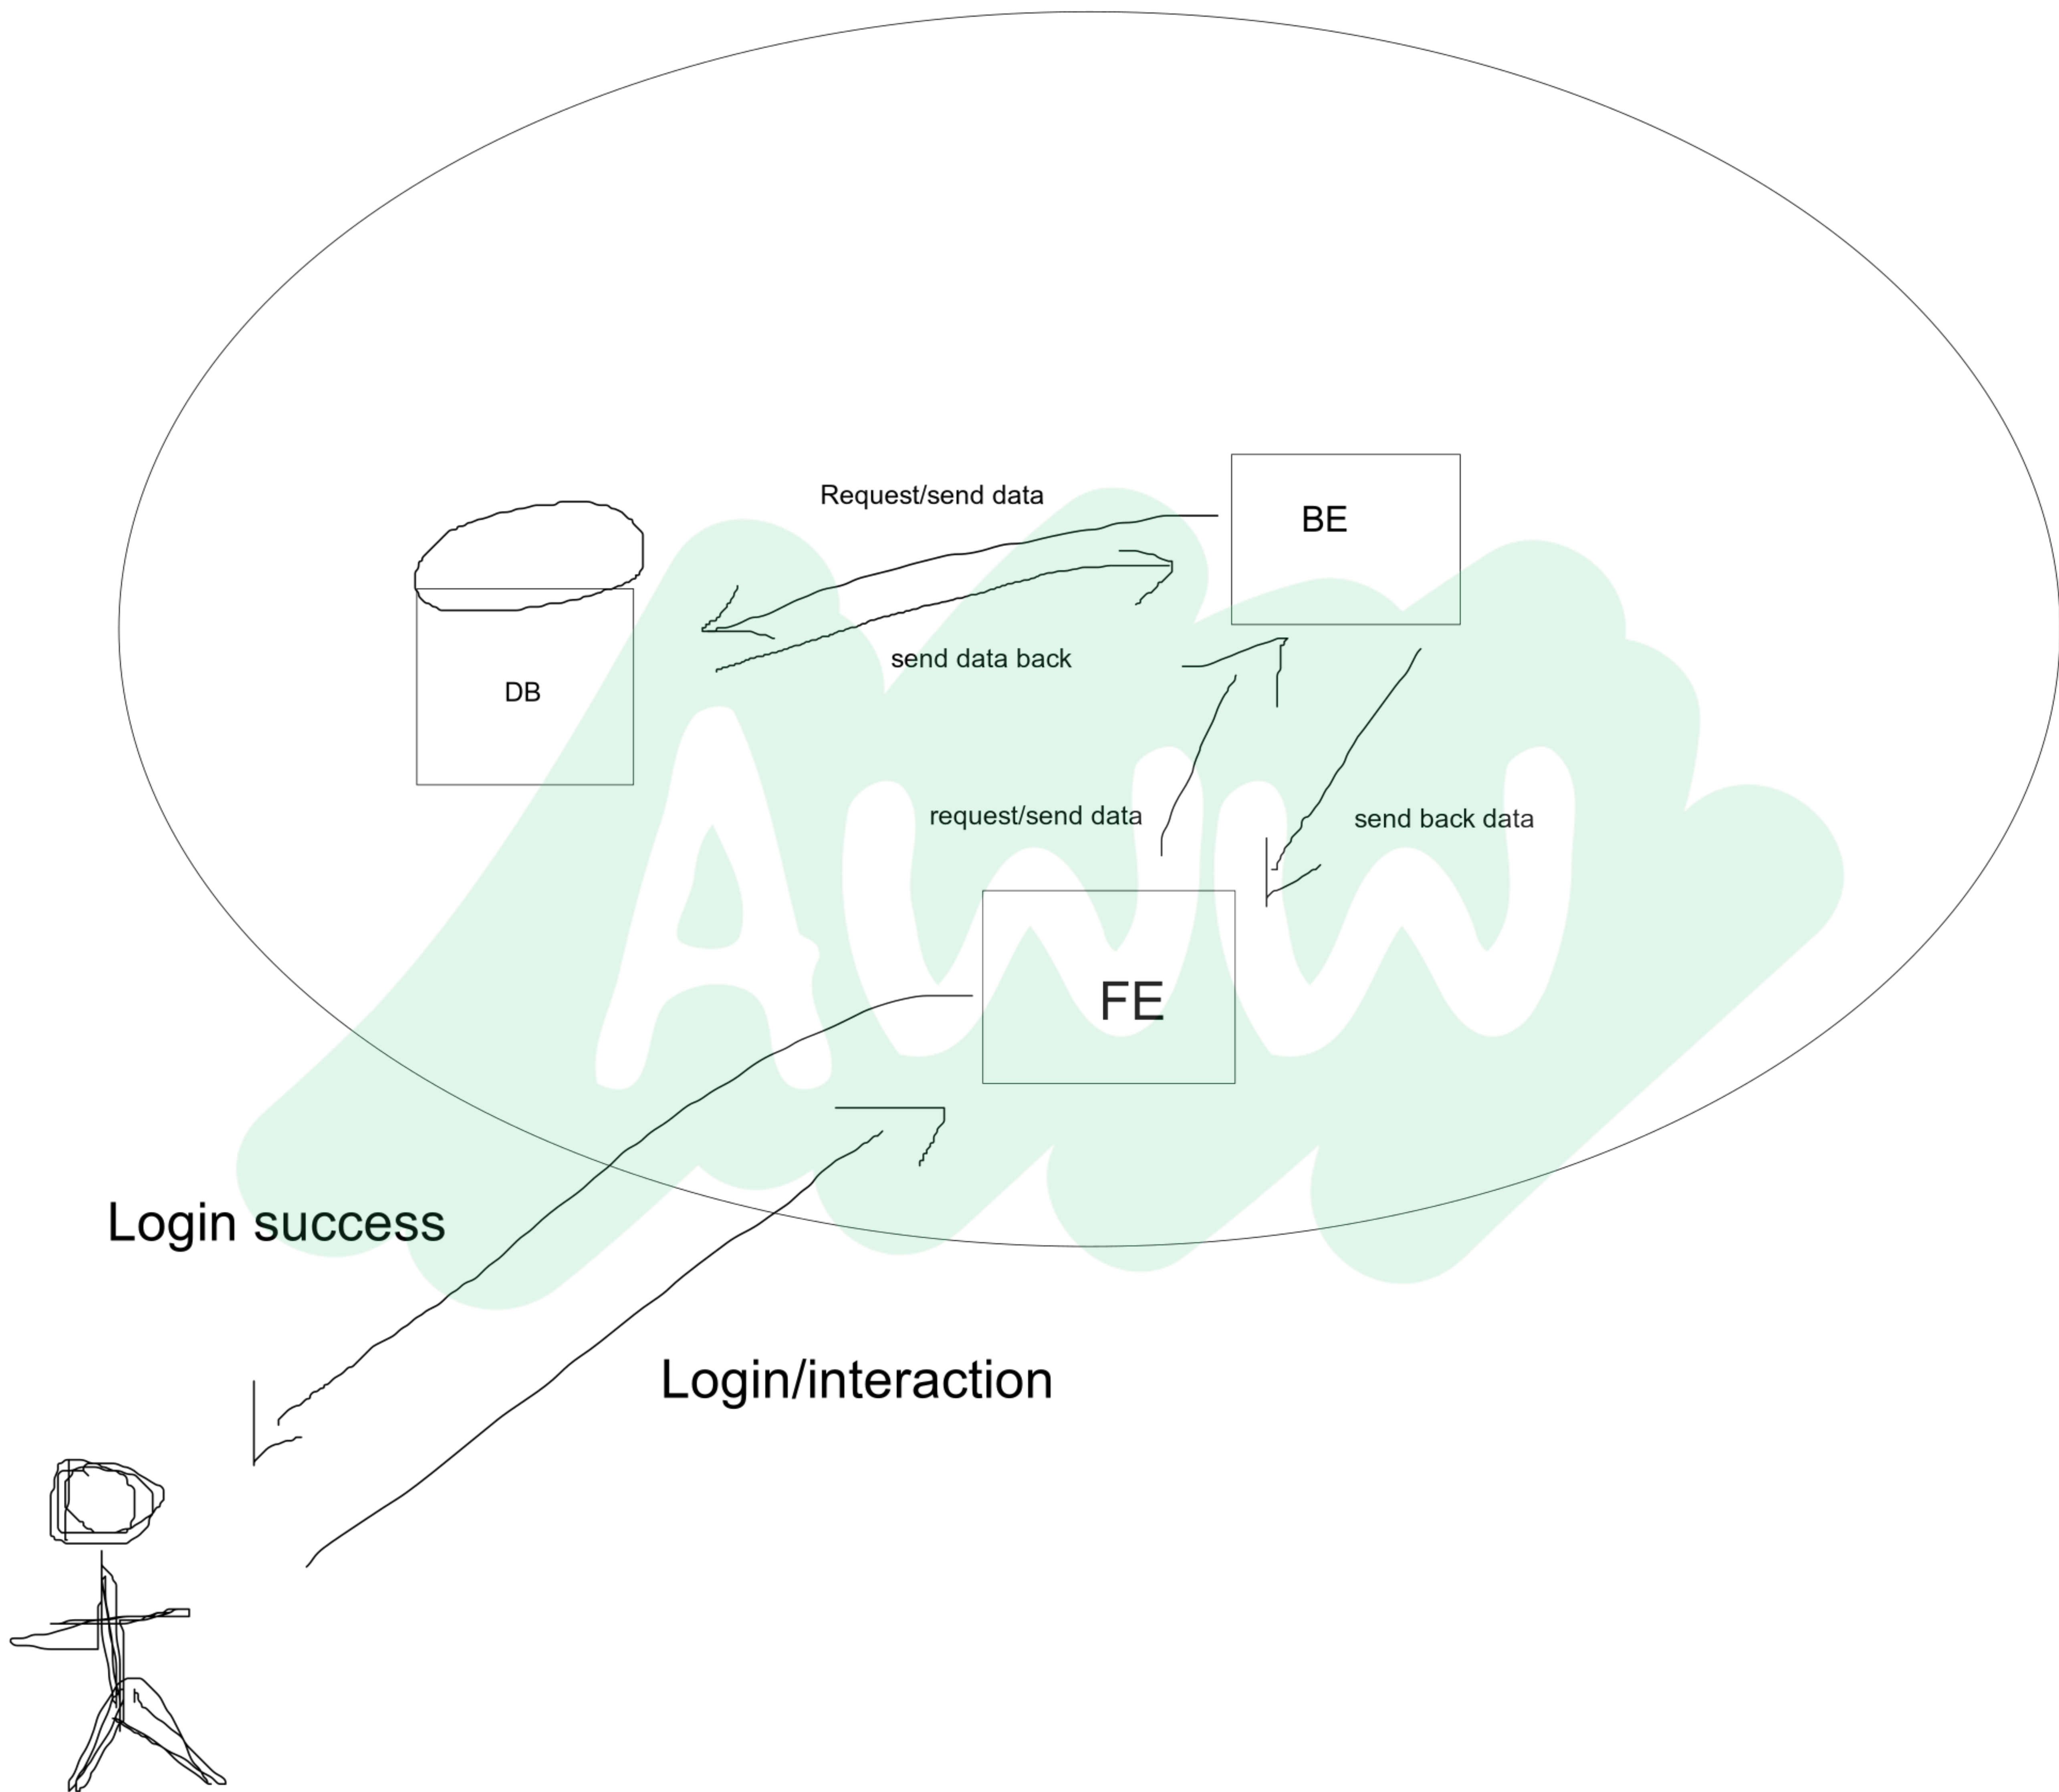 Request/send data
BE
send data back
DB
request/send data
send back data
FE
AWW
Login success
Login/interaction